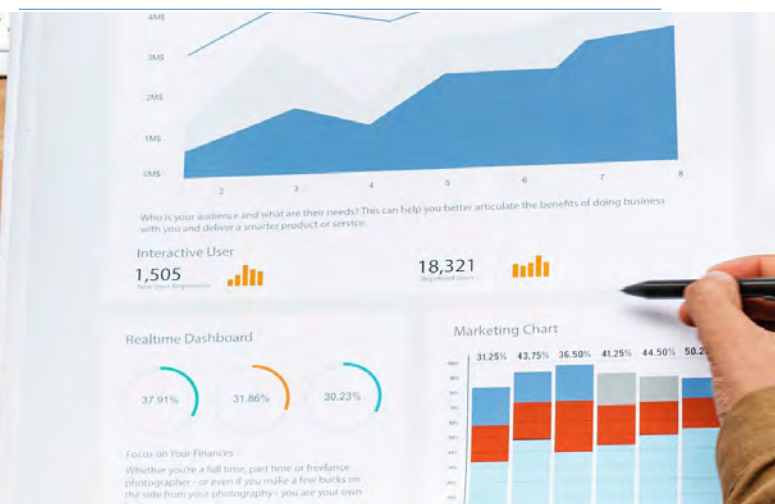 4M$
3M$
2M$
1M$
0M$
2 3 4 5 6 7 8
Who is your audience and what are their needs? This can help you better articulate the benefits of doing business
with you and deliver a smarter product or service.
Interactive User
1,505
New Users Registration
18,321
Registered Users
Realtime Dashboard
37.91% 31.86% 30.23%
Focus on Your Finances
Whether you're a full time, part time or freelance
photographer - or even if you make a few bucks on
the side from your photography - you are your own
Marketing Chart
31.25% 43.75% 36.50% 41.25% 44.50%